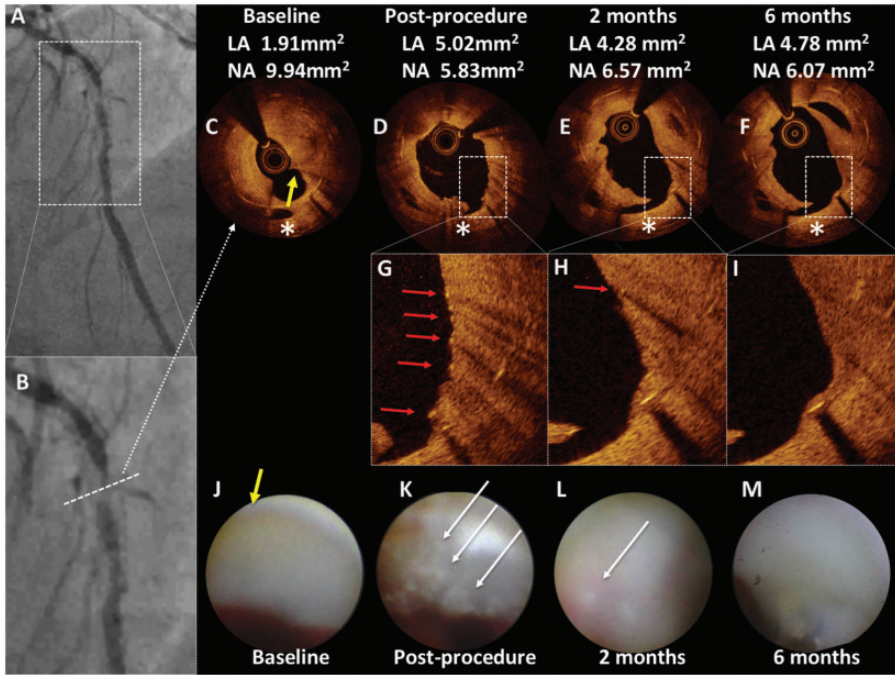 A
Baseline
LA 1.91mm²
NA 9.94mm²
Post-procedure
LA 5.02mm²
NA 5.83mm²
2 months
LA 4.28 mm²
NA 6.57 mm²
6 months
LA 4.78 mm²
NA 6.07 mm²
C
D
E
F
*
*
*
*
G
H
I
B
J
K
L
M
Baseline
Post-procedure
2 months
6 months